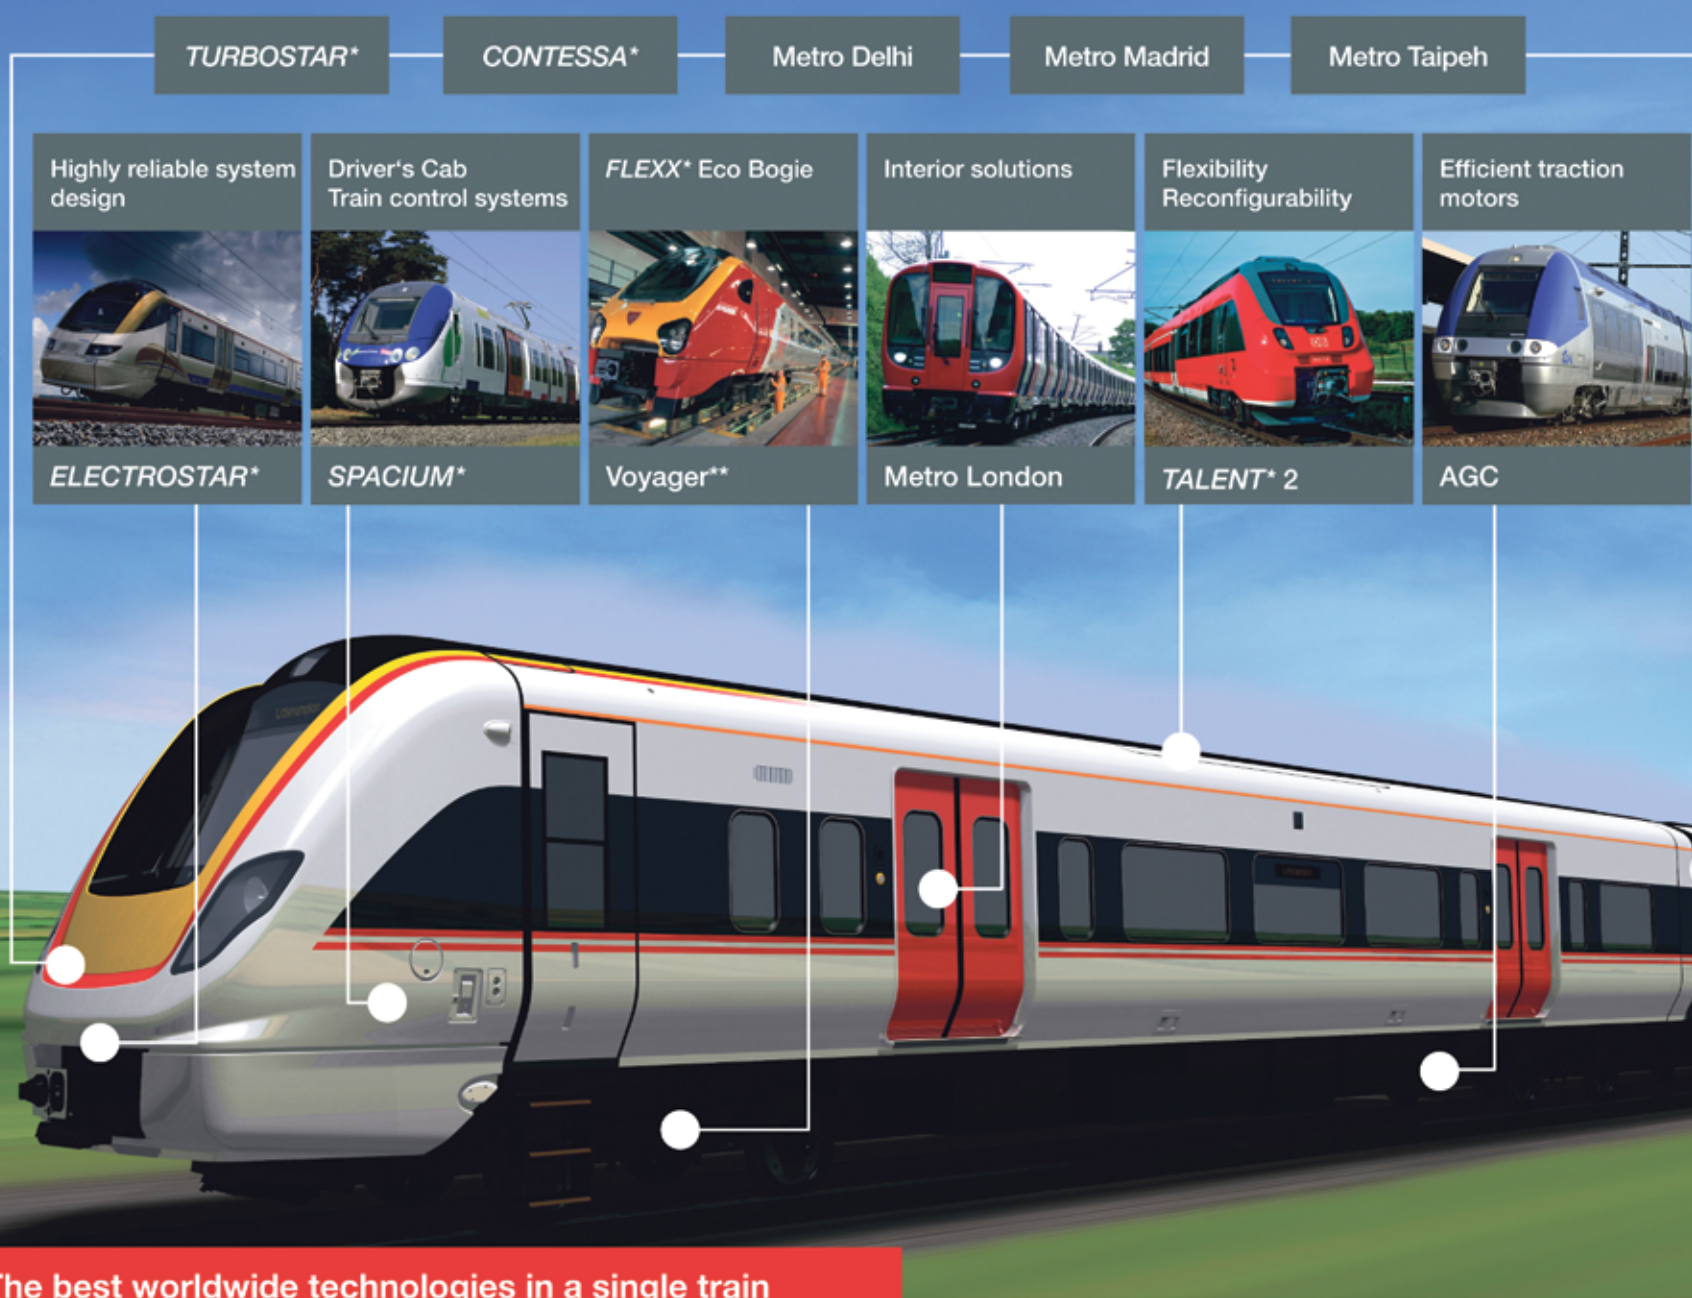 TURBOSTAR*
CONTESSA*
Metro Delhi
Metro Madrid
Metro Taipeh
Highly reliable system
design
ELECTROSTAR*
Driver‘s Cab
Train control systems
SPACIUM*
FLEXX* Eco Bogie
Voyager**
Interior solutions
Metro London
Flexibility
Reconfigurability
TALENT* 2
Efficient traction
motors
AGC
The best worldwide technologies in a single train